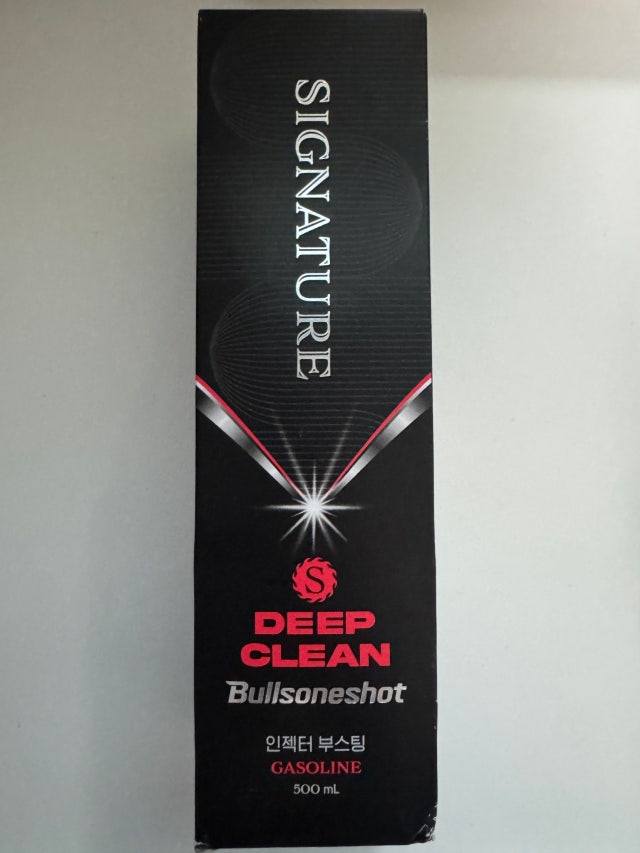 SIGNATURE
S
DEEP
CLEAN
Bullsoneshot
인젝터 부스팅
GASOLINE
500 mL